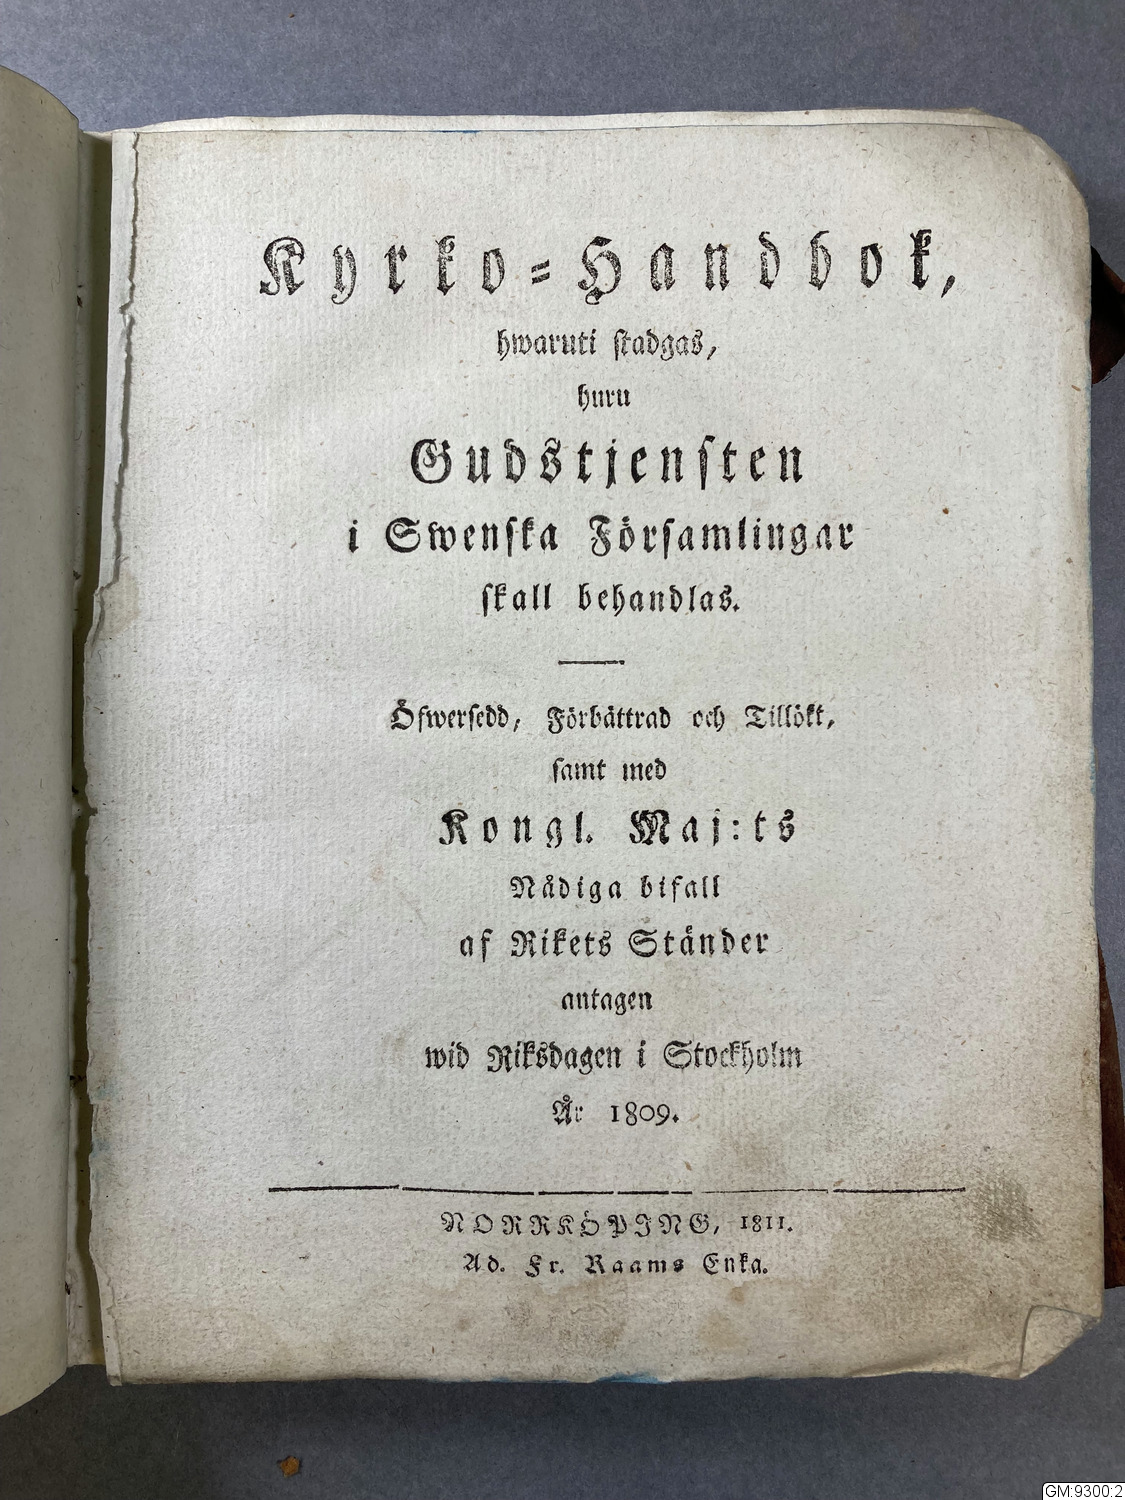 Kyrko-Handbok,
hwaruti stadgas,
huru
Gudstjensten
i Swenska Församlingar
skall behandlas.
Öfwersedd, Förbättrad och Tillökt,
samt med
Kongl. Maj:ts
Nådiga bifall
af Rikets Ständer
antagen
wid Riksdagen i Stockholm
År 1809.
NORRKÖPING, 1811.
Ad. Fr. Raams Enka.
GM:9300:2